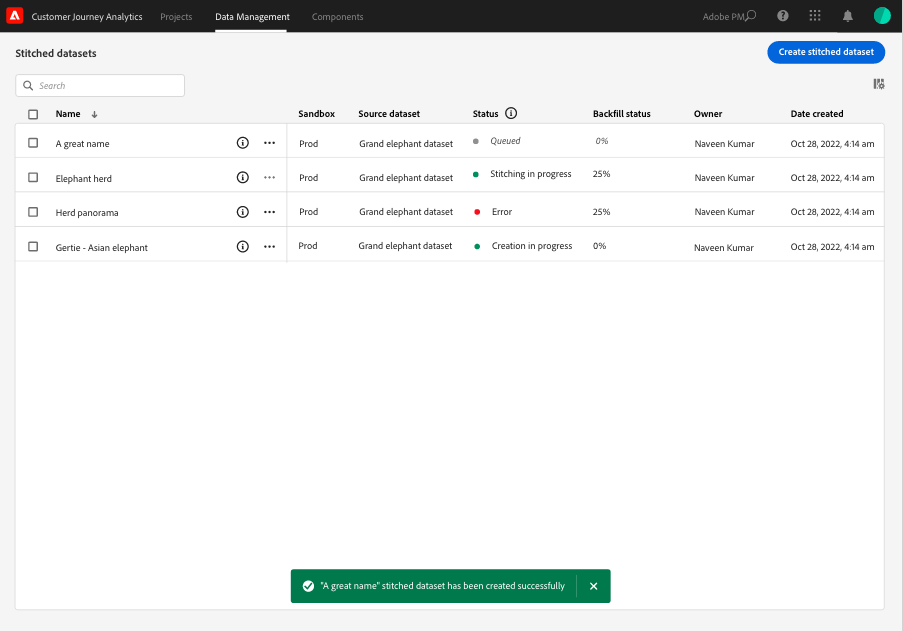 Customer Journey Analytics Projects Data Management Components Adobe PM
Stitched datasets Create stitched dataset
Search
Name Sandbox Source dataset Status Backfill status Owner Date created
A great name Prod Grand elephant dataset Queued 0% Naveen Kumar Oct 28, 2022, 4:14 am
Elephant herd Prod Grand elephant dataset Stitching in progress 25% Naveen Kumar Oct 28, 2022, 4:14 am
Herd panorama Prod Grand elephant dataset Error 25% Naveen Kumar Oct 28, 2022, 4:14 am
Gertie - Asian elephant Prod Grand elephant dataset Creation in progress 0% Naveen Kumar Oct 28, 2022, 4:14 am
"A great name" stitched dataset has been created successfully